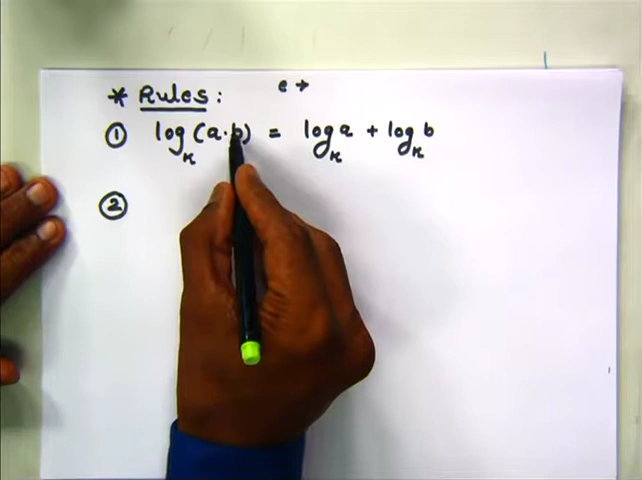 * Rules : e →
① logₓ(a·b) = logₓa + logₓb
②